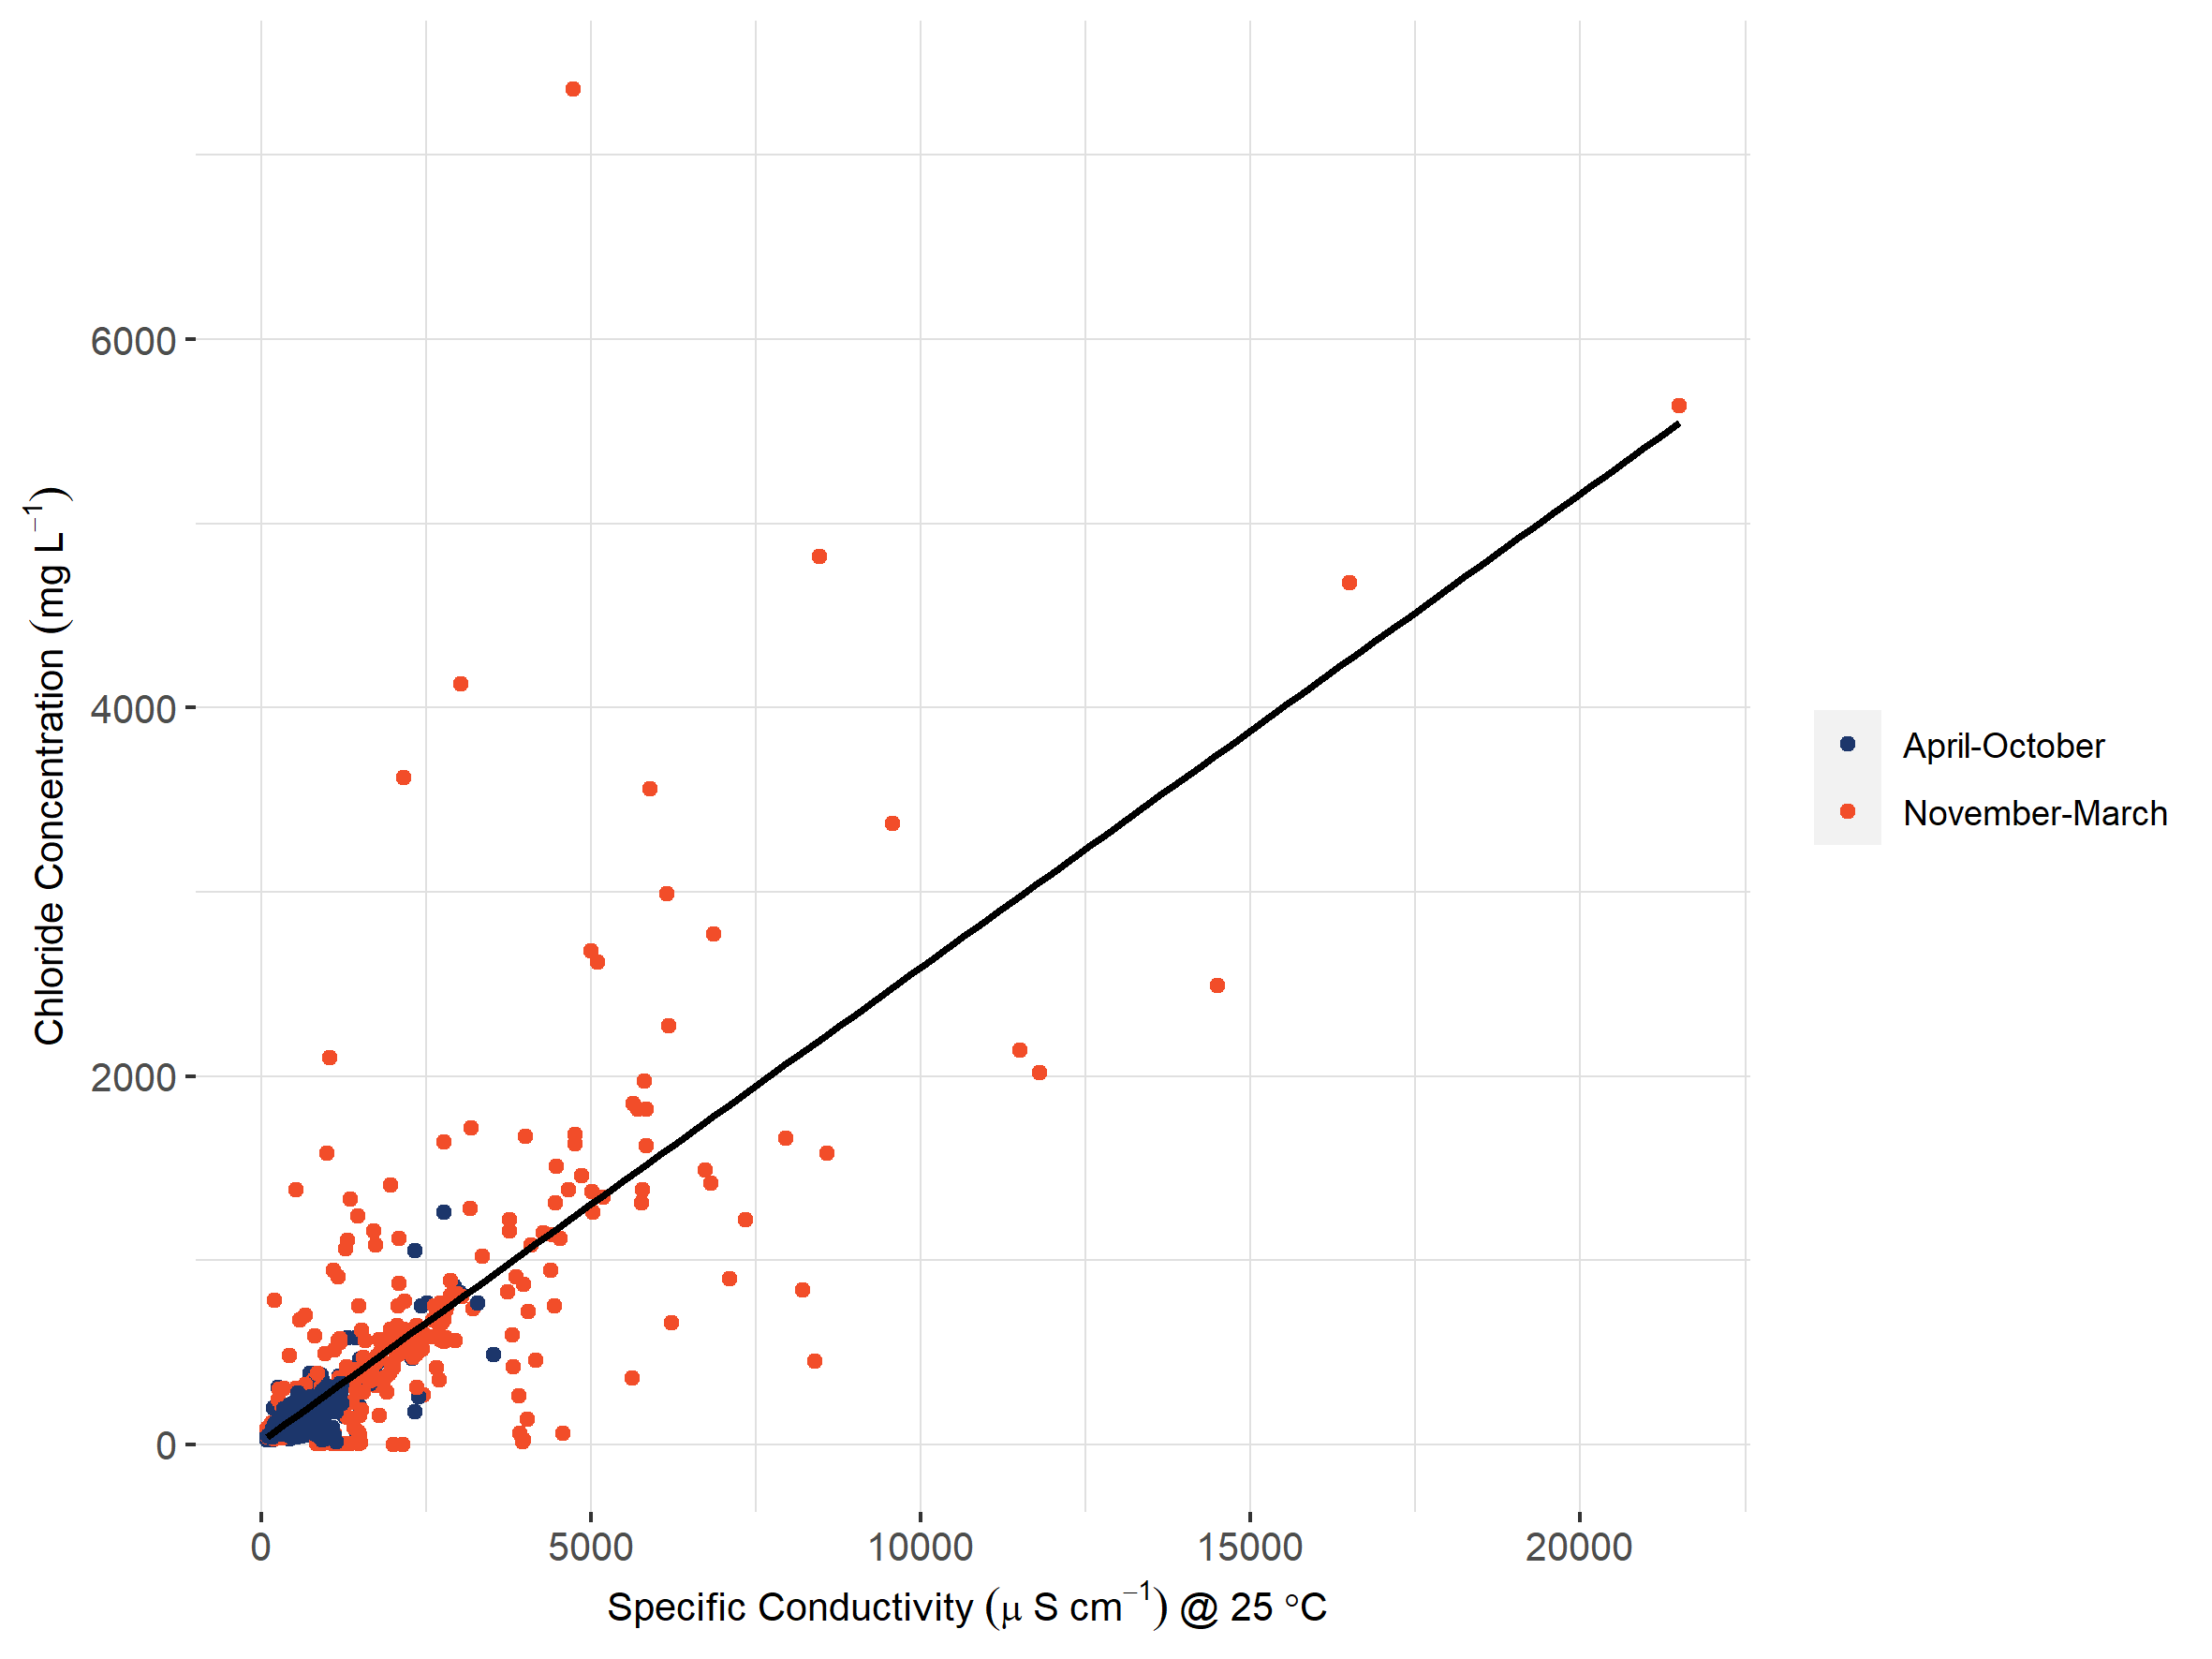 Chloride Concentration (mg L⁻¹)
6000
4000
2000
0
0 5000 10000 15000 20000
Specific Conductivity (μ S cm⁻¹) @ 25 °C
April-October
November-March